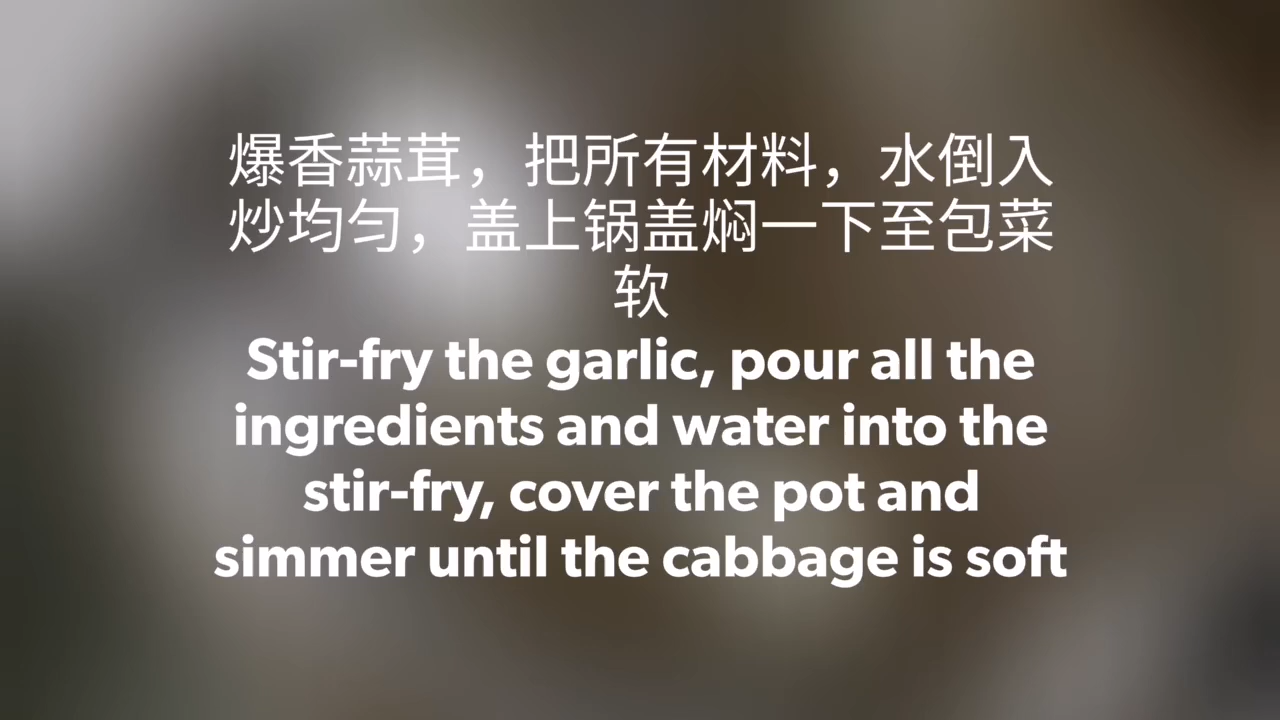 爆香蒜茸，把所有材料，水倒入
炒均匀，盖上锅盖焖一下至包菜
软
Stir-fry the garlic, pour all the
ingredients and water into the
stir-fry, cover the pot and
simmer until the cabbage is soft